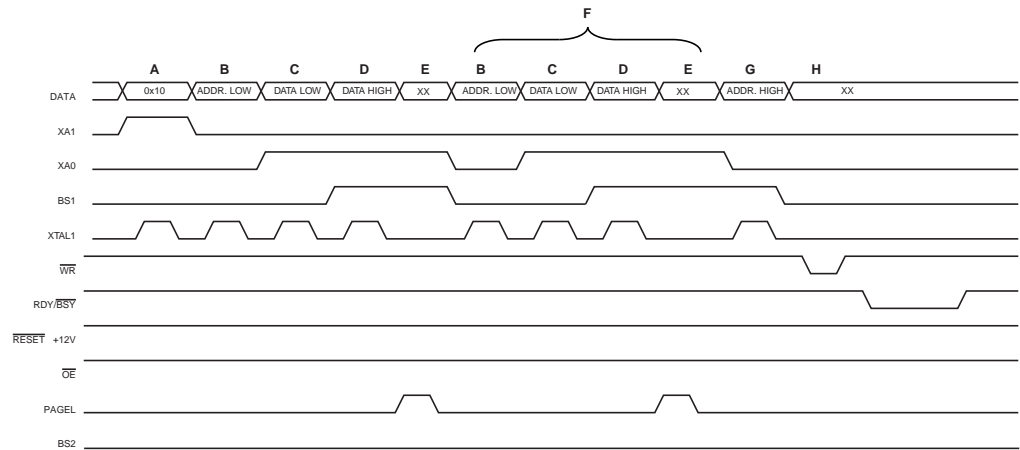 F
A B C D E B C D E G H
DATA 0x10 ADDR. LOW DATA LOW DATA HIGH XX ADDR. LOW DATA LOW DATA HIGH XX ADDR. HIGH XX
XA1
XA0
BS1
XTAL1
WR
RDY/BSY
RESET +12V
OE
PAGEL
BS2